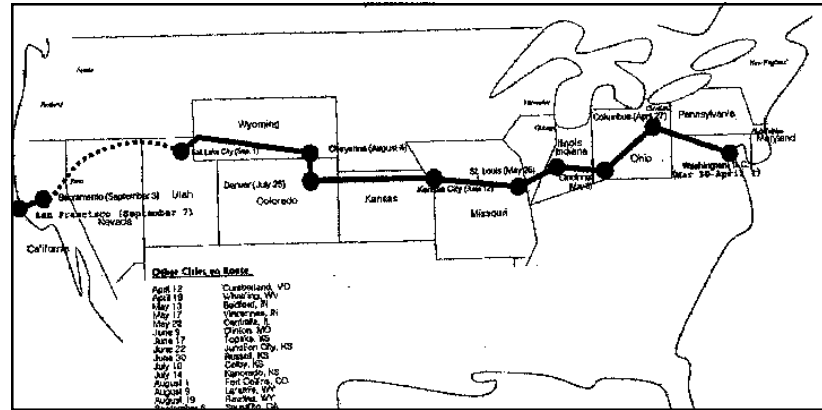 Wyoming
Pennsylvania
Columbus (April 27)
Illinois
Indiana
Maryland
Salt Lake City (Sep. 1)
Cheyenne (August 4)
Ohio
Washington, D.C.
(Mar 30-April 1)
St. Louis (May 26)
Denver (July 25)
Utah
Colorado
Kansas
Kansas City (June 12)
Sacramento (September 3)
San Francisco (September 7)
Nevada
Missouri
California
Other Cities on Route
April 12 Cumberland, MD
April 19 Wheeling, WV
May 13 Bedford, IN
May 17 Vincennes, IN
May 22 Centralia, IL
June 9 Clinton, MO
June 17 Topeka, KS
June 22 Junction City, KS
June 30 Russell, KS
July 10 Colby, KS
July 14 Kanorado, KS
August 1 Fort Collins, CO
August 9 Laramie, WY
August 19 Rawlins, WY